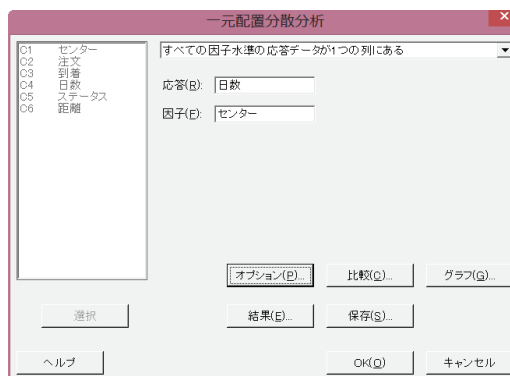 一元配置分散分析
C1 センター
C2 注文
C3 到着
C4 日数
C5 ステータス
C6 距離
すべての因子水準の応答データが1つの列にある
応答(R): 日数
因子(F): センター
オプション(P)... 比較(C)... グラフ(G)...
選択 結果(E)... 保存(S)...
ヘルプ OK(O) キャンセル